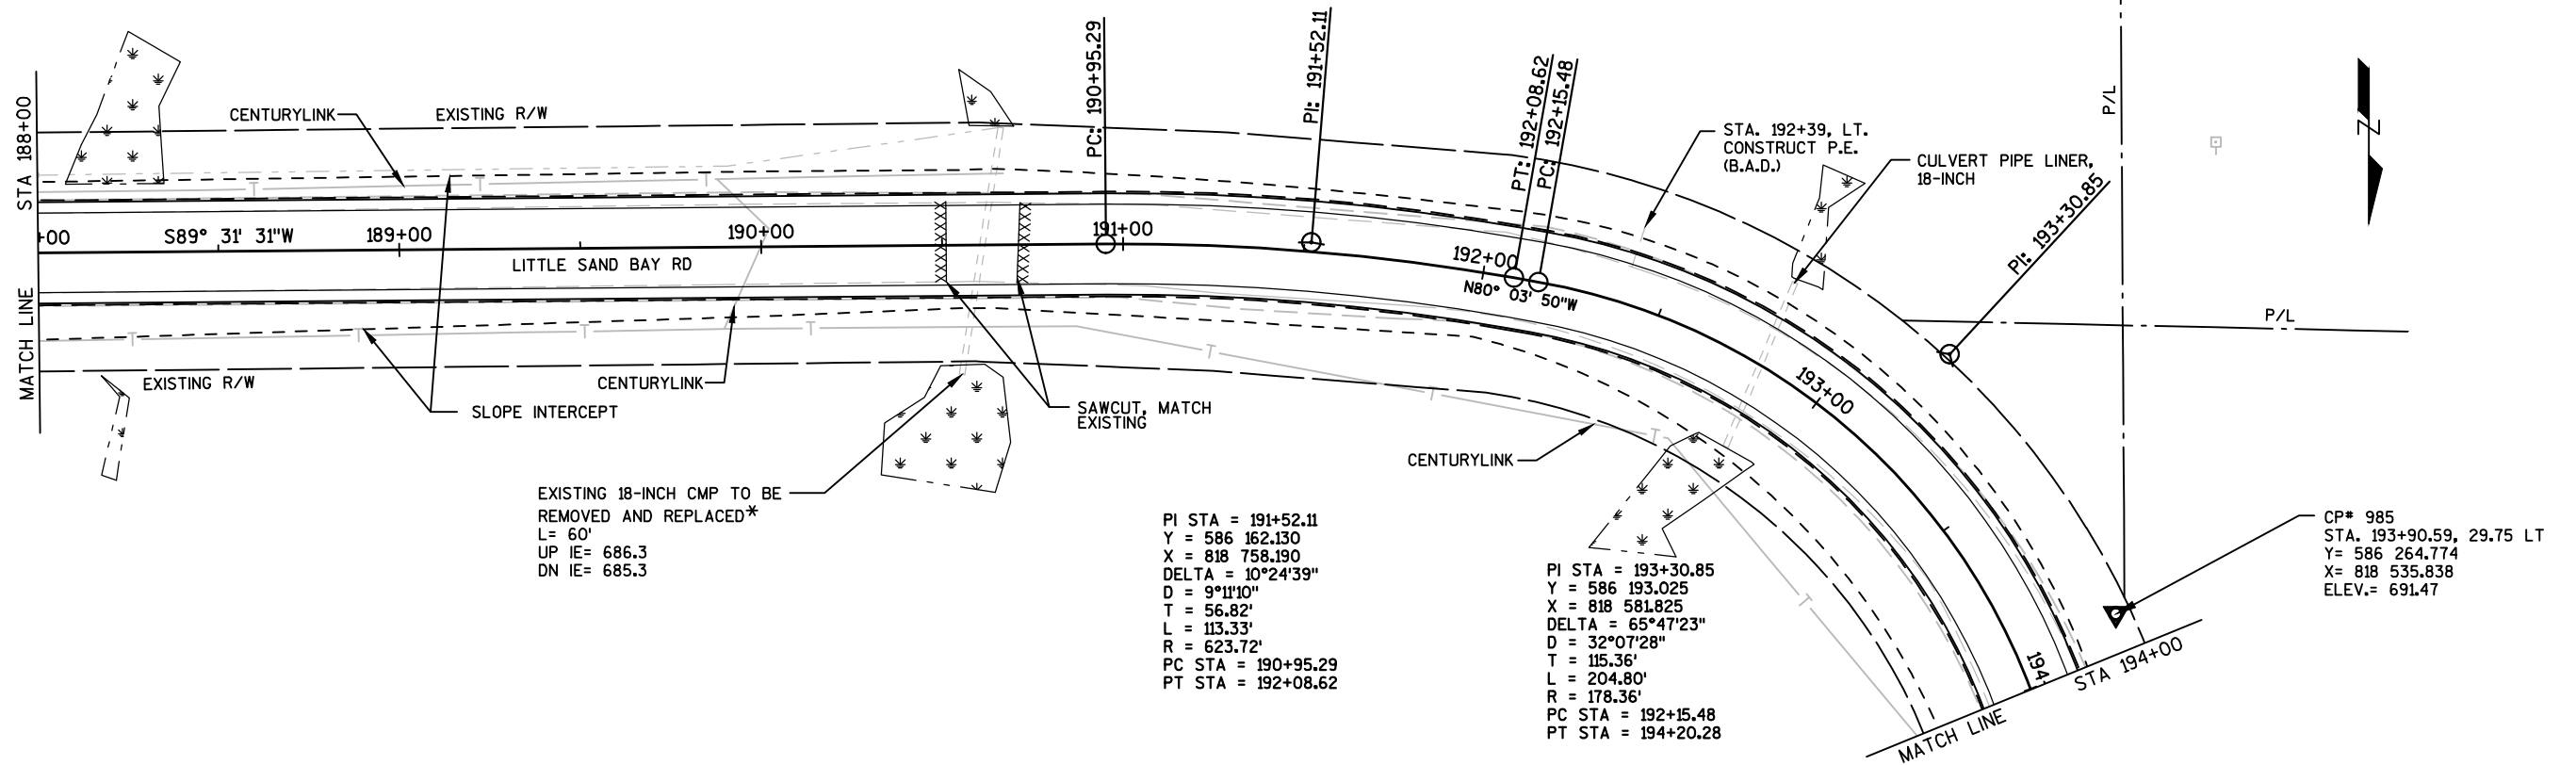 STA 188+00
MATCH LINE
CENTURYLINK
EXISTING R/W
PC: 190+95.29
PI: 191+52.11
PT: 192+08.62
PC: 192+15.48
STA. 192+39, LT.
CONSTRUCT P.E.
(B.A.D.)
CULVERT PIPE LINER,
18-INCH
PI: 193+30.85
P/L
P/L
N
+00
S89° 31' 31"W
189+00
190+00
191+00
192+00
N80° 03' 50"W
193+00
194
LITTLE SAND BAY RD
T
T
T
T
T
T
T
T
T
T
T
T
EXISTING R/W
CENTURYLINK
SLOPE INTERCEPT
SAWCUT, MATCH
EXISTING
CENTURYLINK
EXISTING 18-INCH CMP TO BE
REMOVED AND REPLACED*
L= 60'
UP IE= 686.3
DN IE= 685.3
PI STA = 191+52.11
Y = 586 162.130
X = 818 758.190
DELTA = 10°24'39"
D = 9°11'10"
T = 56.82'
L = 113.33'
R = 623.72'
PC STA = 190+95.29
PT STA = 192+08.62
PI STA = 193+30.85
Y = 586 193.025
X = 818 581.825
DELTA = 65°47'23"
D = 32°07'28"
T = 115.36'
L = 204.80'
R = 178.36'
PC STA = 192+15.48
PT STA = 194+20.28
CP# 985
STA. 193+90.59, 29.75 LT
Y= 586 264.774
X= 818 535.838
ELEV.= 691.47
MATCH LINE
STA 194+00